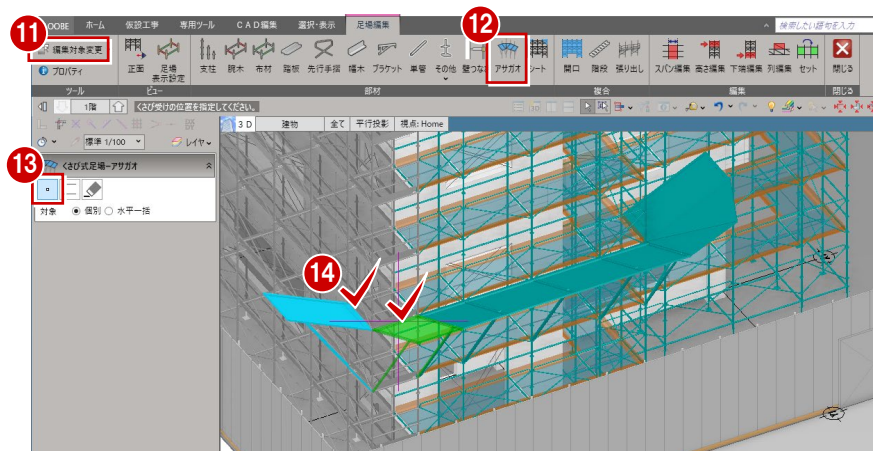 11
12
OOBE ホーム 仮設工事 専用ツール CAD編集 選択・表示 足場編集 検索したい語句を入力
編集対象変更
プロパティ
正面 足場 表示設定 支柱 腕木 布材 踏板 先行手摺 幅木 ブラケット 単管 その他 壁つなぎ アサガオ シート 開口 階段 張り出し スパン編集 高さ編集 下端編集 列編集 セット 閉じる
ツール ビュー 部材 複合 編集 閉じる
1階 くさび受けの位置を指定してください。
3D 建物 全て 平行投影 視点: Home
標準 1/100 レイヤ
13
くさび式足場-アサガオ
対象 個別 水平一括
14